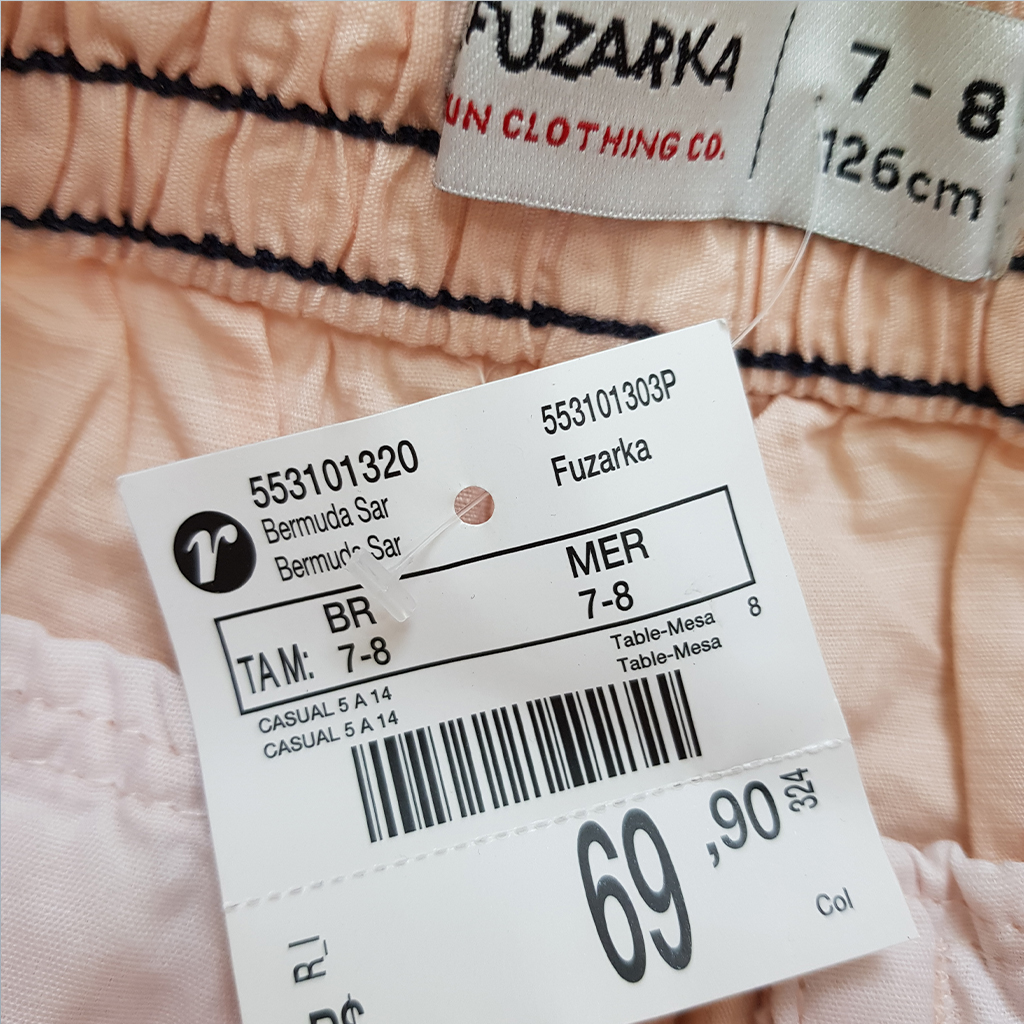 FUZARKA
UN CLOTHING CO.
7 - 8
126cm
553101320
553101303P
Bermuda Sar
Fuzarka
Bermuda Sar
r
BR
MER
TAM:
7-8
7-8
8
Table-Mesa
Table-Mesa
CASUAL 5 A 14
CASUAL 5 A 14
69,90
324
R_I
Col
R$